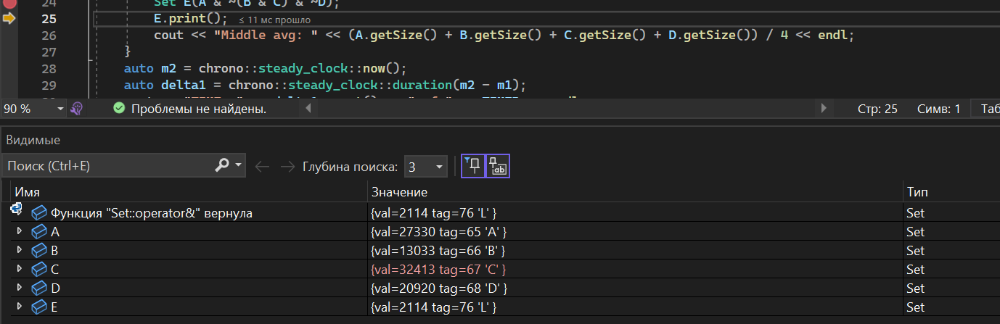 24 Set E(A & ~(B & C) & ~D);
25 E.print(); ≤ 11 мс прошло
26 cout << "Middle avg: " << (A.getSize() + B.getSize() + C.getSize() + D.getSize()) / 4 << endl;
27 }
28 auto m2 = chrono::steady_clock::now();
29 auto delta1 = chrono::steady_clock::duration(m2 - m1);
90 % Проблемы не найдены. Стр: 25 Симв: 1 Таб
Видимые
Поиск (Ctrl+E) Глубина поиска: 3
Имя Значение Тип
Функция "Set::operator&" вернула {val=2114 tag=76 'L' } Set
A {val=27330 tag=65 'A' } Set
B {val=13033 tag=66 'B' } Set
C {val=32413 tag=67 'C' } Set
D {val=20920 tag=68 'D' } Set
E {val=2114 tag=76 'L' } Set